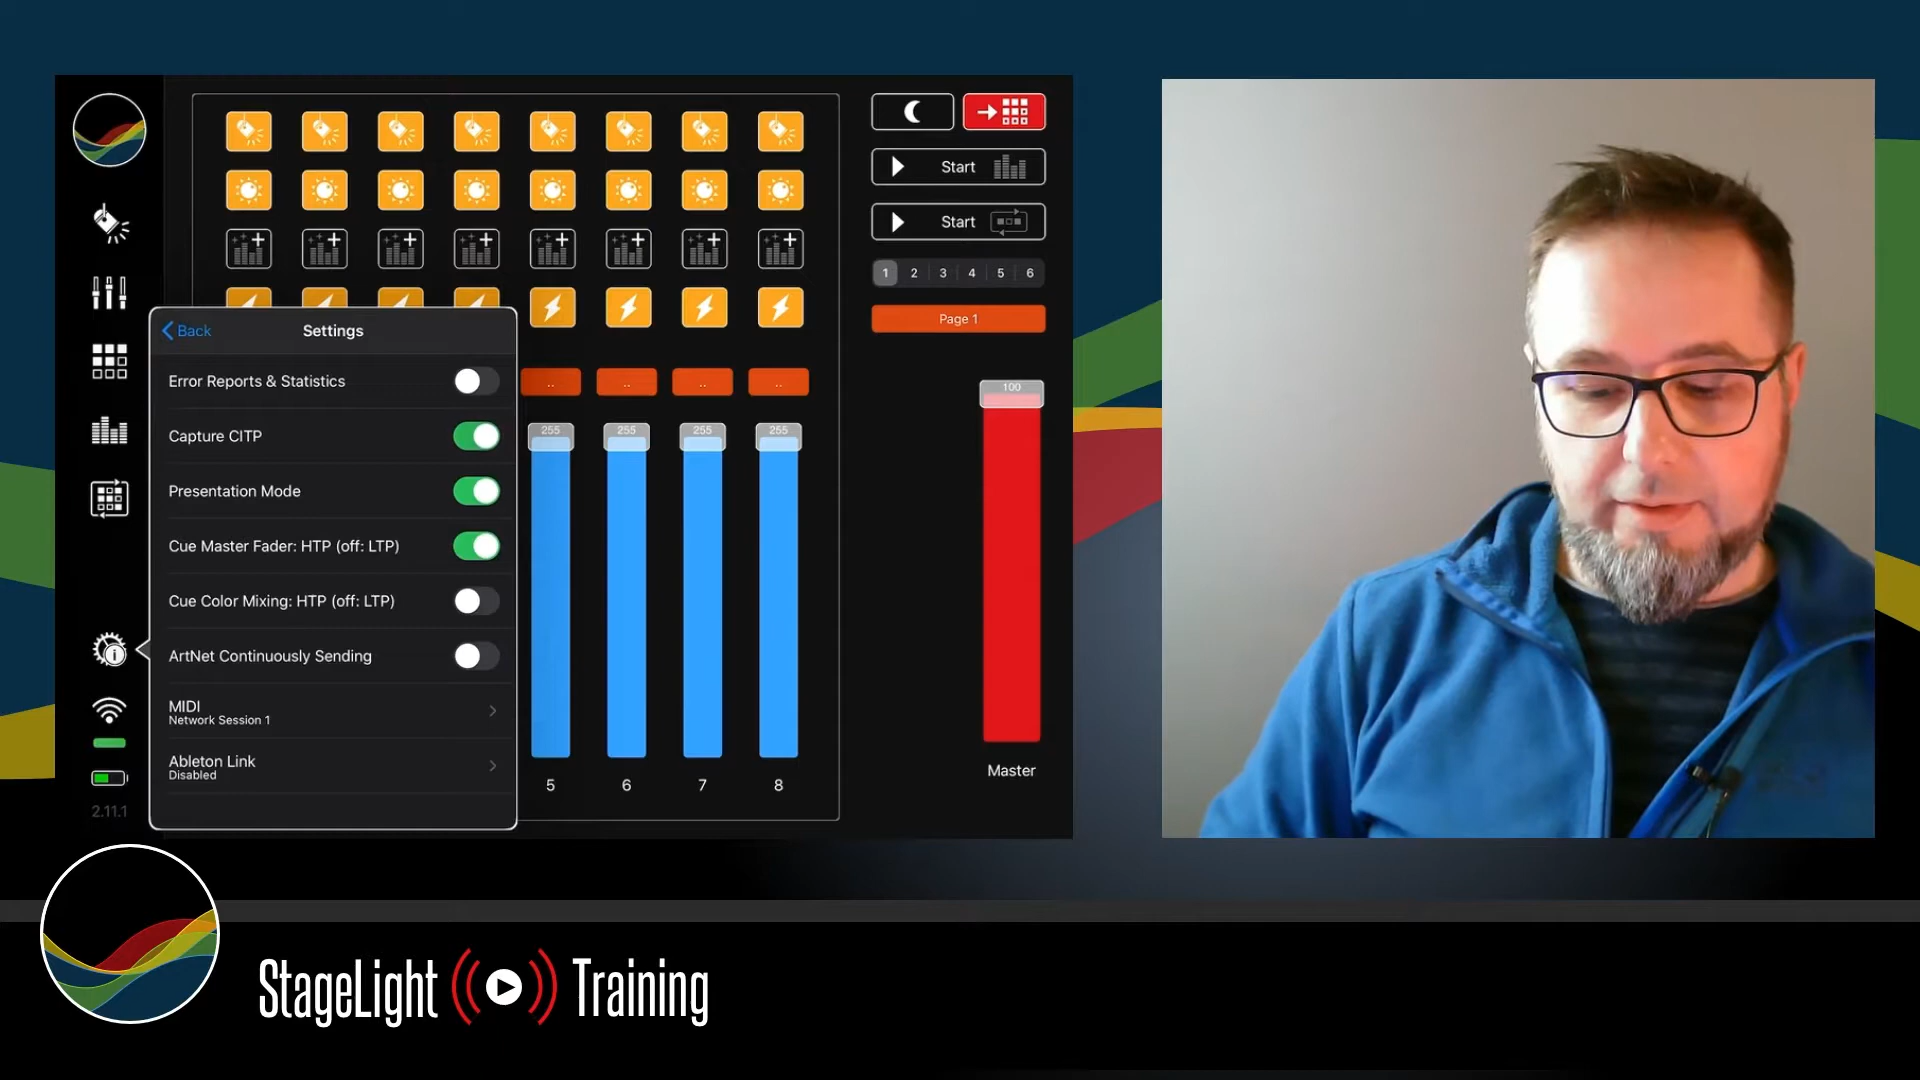 Start
Start
1 2 3 4 5 6
Page 1
Back
Settings
Error Reports & Statistics
Capture CITP
Presentation Mode
Cue Master Fader: HTP (off: LTP)
Cue Color Mixing: HTP (off: LTP)
ArtNet Continuously Sending
MIDI
Network Session 1
Ableton Link
Disabled
.. .. .. ..
255 255 255 255
5 6 7 8
100
Master
2.11.1
StageLight Training